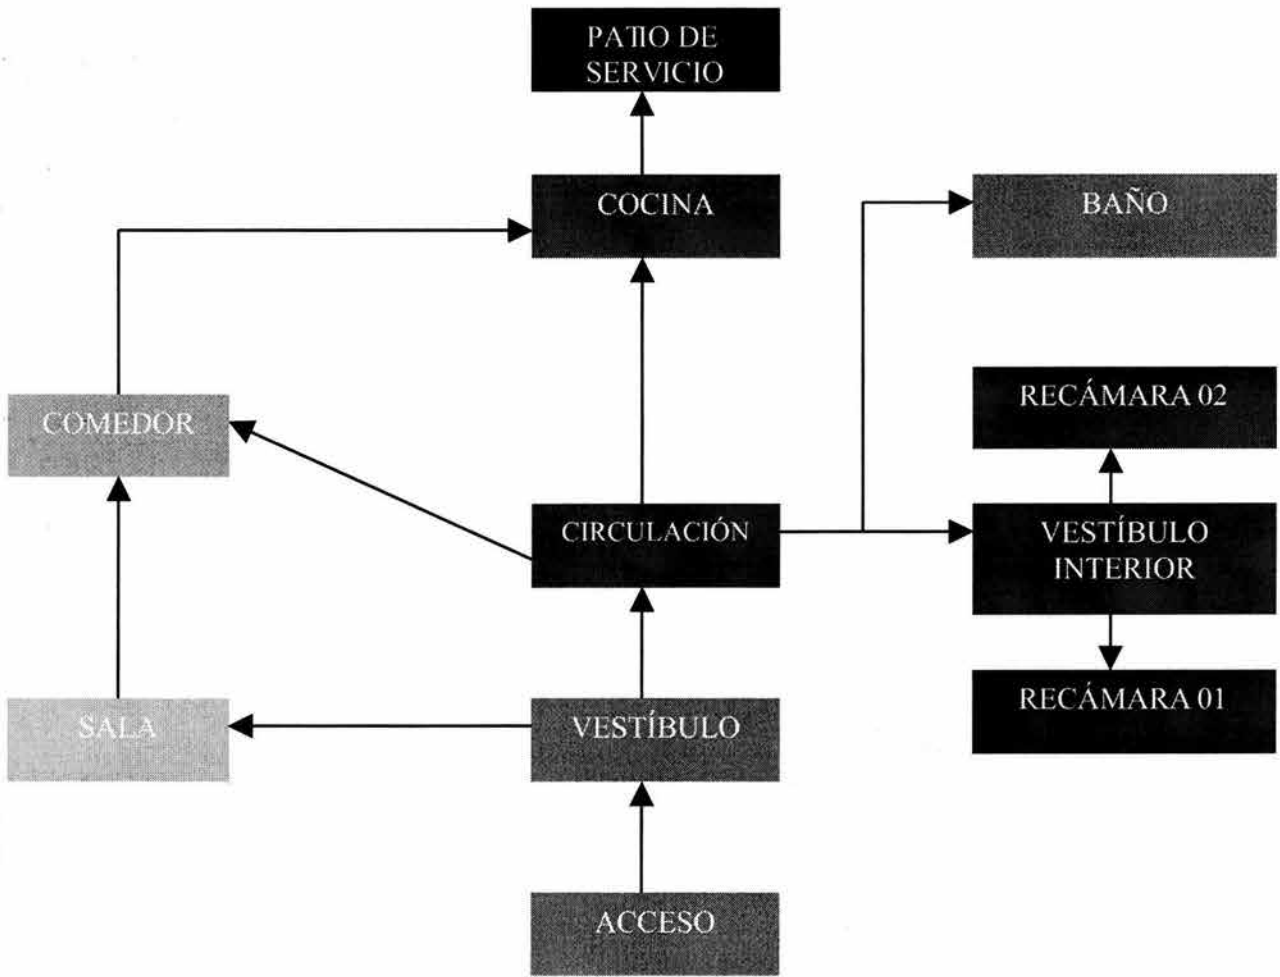 PATIO DE
SERVICIO
COCINA
BAÑO
RECÁMARA 02
COMEDOR
CIRCULACIÓN
VESTÍBULO
INTERIOR
RECÁMARA 01
SALA
VESTÍBULO
ACCESO